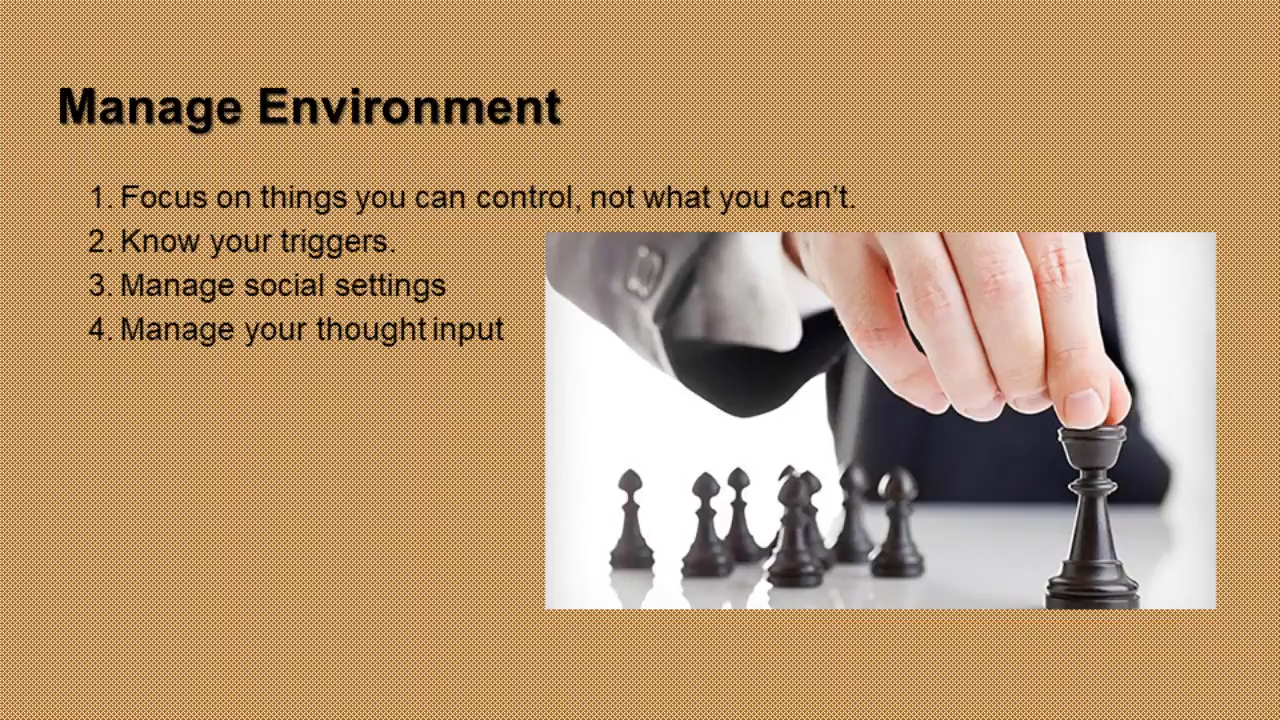 Manage Environment
1. Focus on things you can control, not what you can’t.
2. Know your triggers.
3. Manage social settings
4. Manage your thought input